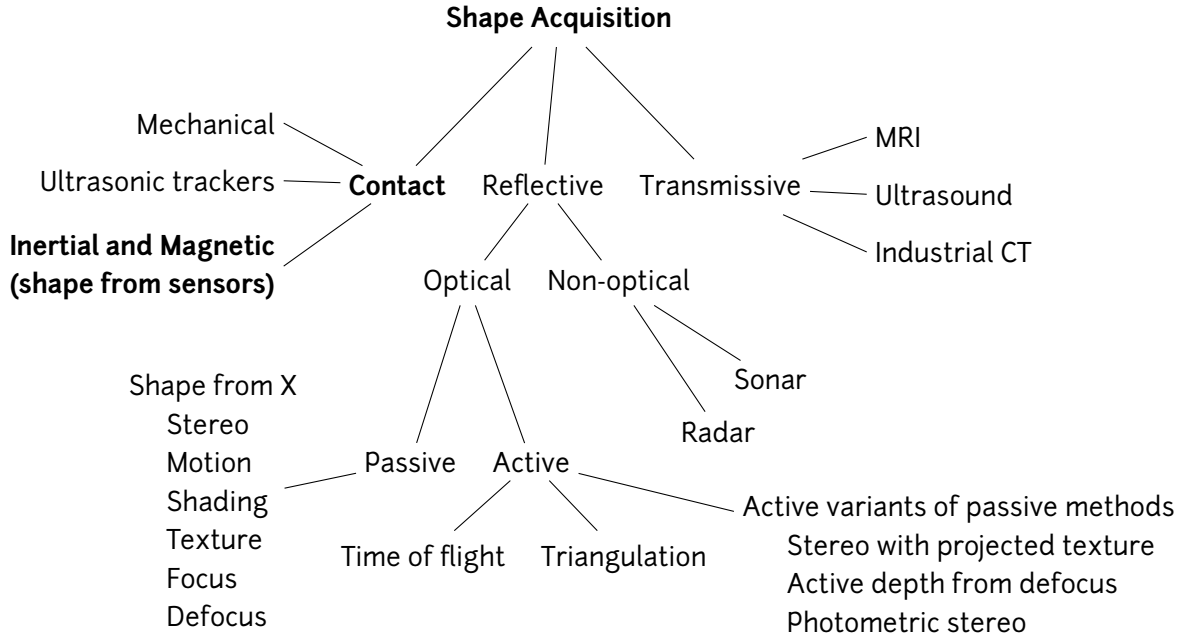 Shape Acquisition
Mechanical
Ultrasonic trackers
Inertial and Magnetic
(shape from sensors)
Contact
Reflective
Transmissive
MRI
Ultrasound
Industrial CT
Optical
Non-optical
Sonar
Radar
Shape from X
Stereo
Motion
Shading
Texture
Focus
Defocus
Passive
Active
Time of flight
Triangulation
Active variants of passive methods
Stereo with projected texture
Active depth from defocus
Photometric stereo